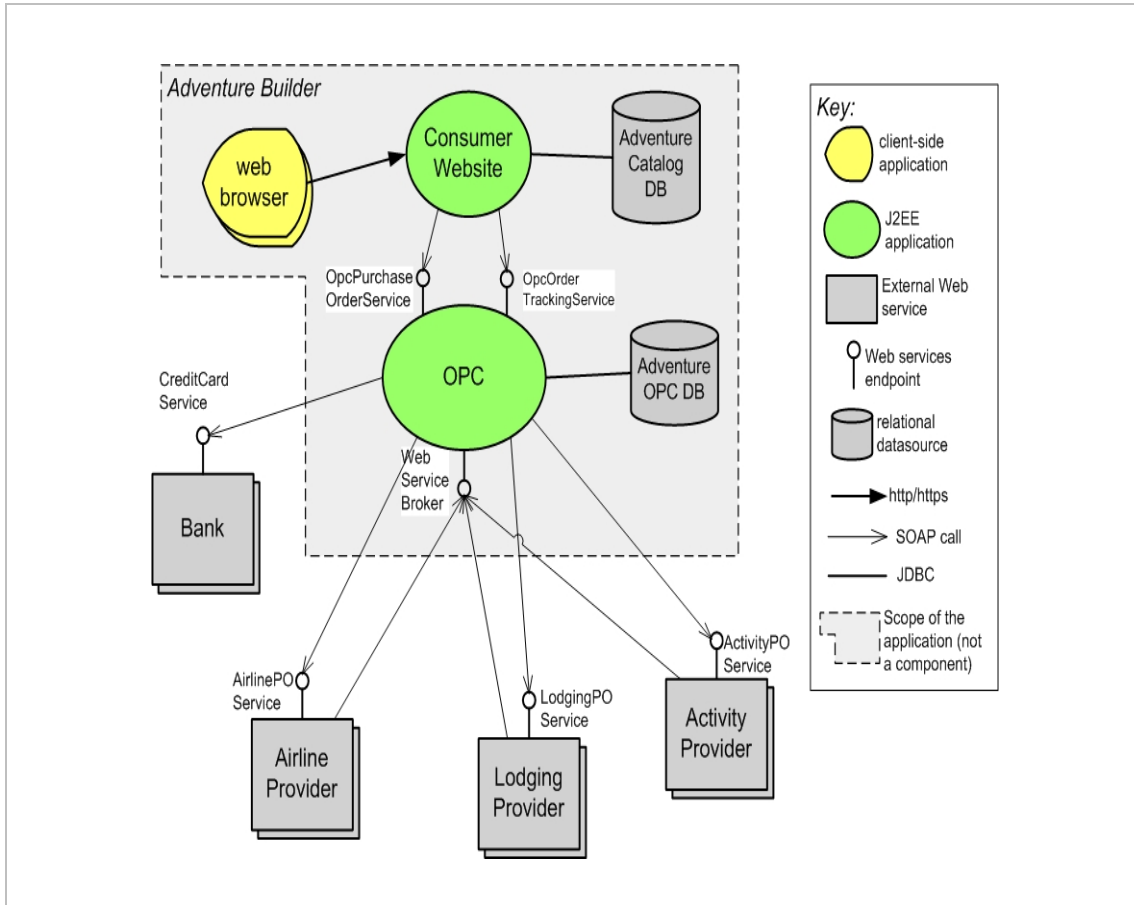 Adventure Builder
web
browser
Consumer
Website
Adventure
Catalog
DB
OpcPurchase
OrderService
OpcOrder
TrackingService
OPC
Adventure
OPC DB
CreditCard
Service
Web
Service
Broker
Bank
AirlinePO
Service
Airline
Provider
LodgingPO
Service
Lodging
Provider
ActivityPO
Service
Activity
Provider
Key:
client-side
application
J2EE
application
External Web
service
Web services
endpoint
relational
datasource
http/https
SOAP call
JDBC
Scope of the
application (not
a component)